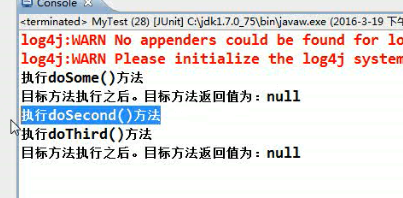 Console
<terminated> MyTest (28) [JUnit] C:\jdk1.7.0_75\bin\javaw.exe (2016-3-19 下
log4j:WARN No appenders could be found for lo
log4j:WARN Please initialize the log4j system
执行doSome()方法
目标方法执行之后。目标方法返回值为：null
执行doSecond()方法
执行doThird()方法
目标方法执行之后。目标方法返回值为：null